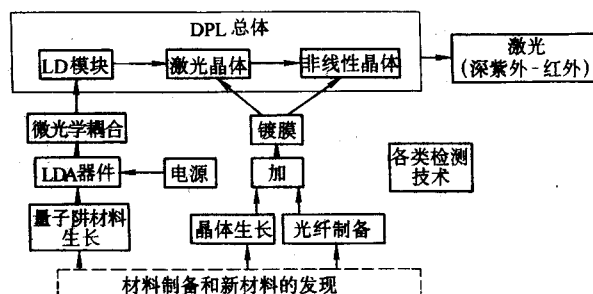 DPL 总体
LD模块
激光晶体
非线性晶体
激光
(深紫外-红外)
微光学耦合
镀膜
LDA器件
电源
加
各类检测
技术
量子阱材料
生长
晶体生长
光纤制备
材料制备和新材料的发现